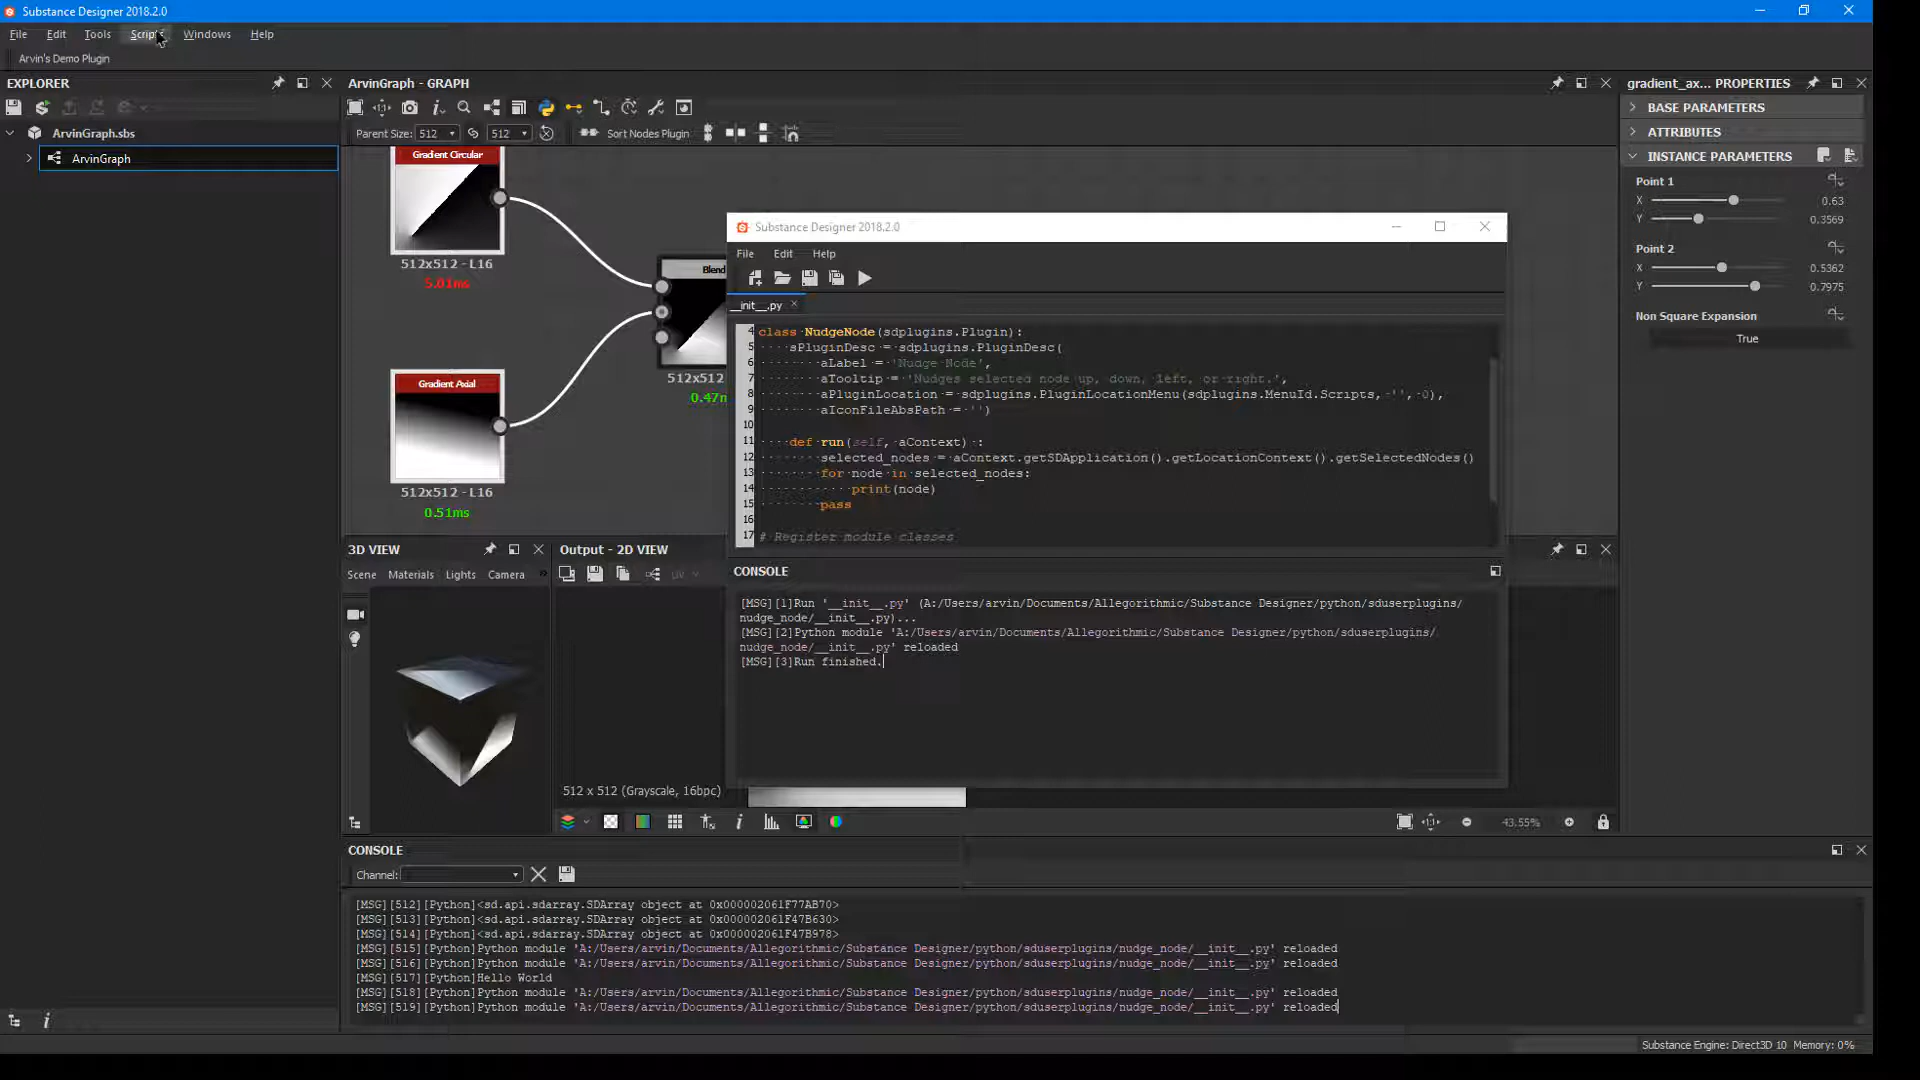 Substance Designer 2018.2.0
File Edit Tools Scripts Windows Help
Arvin's Demo Plugin
EXPLORER
ArvinGraph.sbs
ArvinGraph
ArvinGraph - GRAPH
Parent Size: 512 512 Sort Nodes Plugin
Gradient Circular
512x512 - L16
5.01ms
Gradient Axial
512x512 - L16
0.51ms
Blend
512x512
0.47m
Substance Designer 2018.2.0
File Edit Help
__init__.py
4 class NudgeNode(sdplugins.Plugin):
5 sPluginDesc = sdplugins.PluginDesc(
6 aLabel = 'Nudge Node',
7 aTooltip = 'Nudges selected node up, down, left, or right.',
8 aPluginLocation = sdplugins.PluginLocationMenu(sdplugins.MenuId.Scripts, '', 0),
9 aIconFileAbsPath = '')
10
11 def run(self, aContext) :
12 selected_nodes = aContext.getSDApplication().getLocationContext().getSelectedNodes()
13 for node in selected_nodes:
14 print(node)
15 pass
16
17 # Register module classes
CONSOLE
[MSG][1]Run '__init__.py' (A:/Users/arvin/Documents/Allegorithmic/Substance Designer/python/sduserplugins/
nudge_node/__init__.py)...
[MSG][2]Python module 'A:/Users/arvin/Documents/Allegorithmic/Substance Designer/python/sduserplugins/
nudge_node/__init__.py' reloaded
[MSG][3]Run finished.
gradient_ax... PROPERTIES
BASE PARAMETERS
ATTRIBUTES
INSTANCE PARAMETERS
Point 1
X 0.63
Y 0.3569
Point 2
X 0.5362
Y 0.7975
Non Square Expansion
True
3D VIEW
Scene Materials Lights Camera
Output - 2D VIEW
UV
512 x 512 (Grayscale, 16bpc)
43.55%
CONSOLE
Channel:
[MSG][512][Python]<sd.api.sdarray.SDArray object at 0x000002061F77AB70>
[MSG][513][Python]<sd.api.sdarray.SDArray object at 0x000002061F47B630>
[MSG][514][Python]<sd.api.sdarray.SDArray object at 0x000002061F47B978>
[MSG][515][Python]Python module 'A:/Users/arvin/Documents/Allegorithmic/Substance Designer/python/sduserplugins/nudge_node/__init__.py' reloaded
[MSG][516][Python]Python module 'A:/Users/arvin/Documents/Allegorithmic/Substance Designer/python/sduserplugins/nudge_node/__init__.py' reloaded
[MSG][517][Python]Hello World
[MSG][518][Python]Python module 'A:/Users/arvin/Documents/Allegorithmic/Substance Designer/python/sduserplugins/nudge_node/__init__.py' reloaded
[MSG][519][Python]Python module 'A:/Users/arvin/Documents/Allegorithmic/Substance Designer/python/sduserplugins/nudge_node/__init__.py' reloaded
Substance Engine: Direct3D 10 Memory: 0%